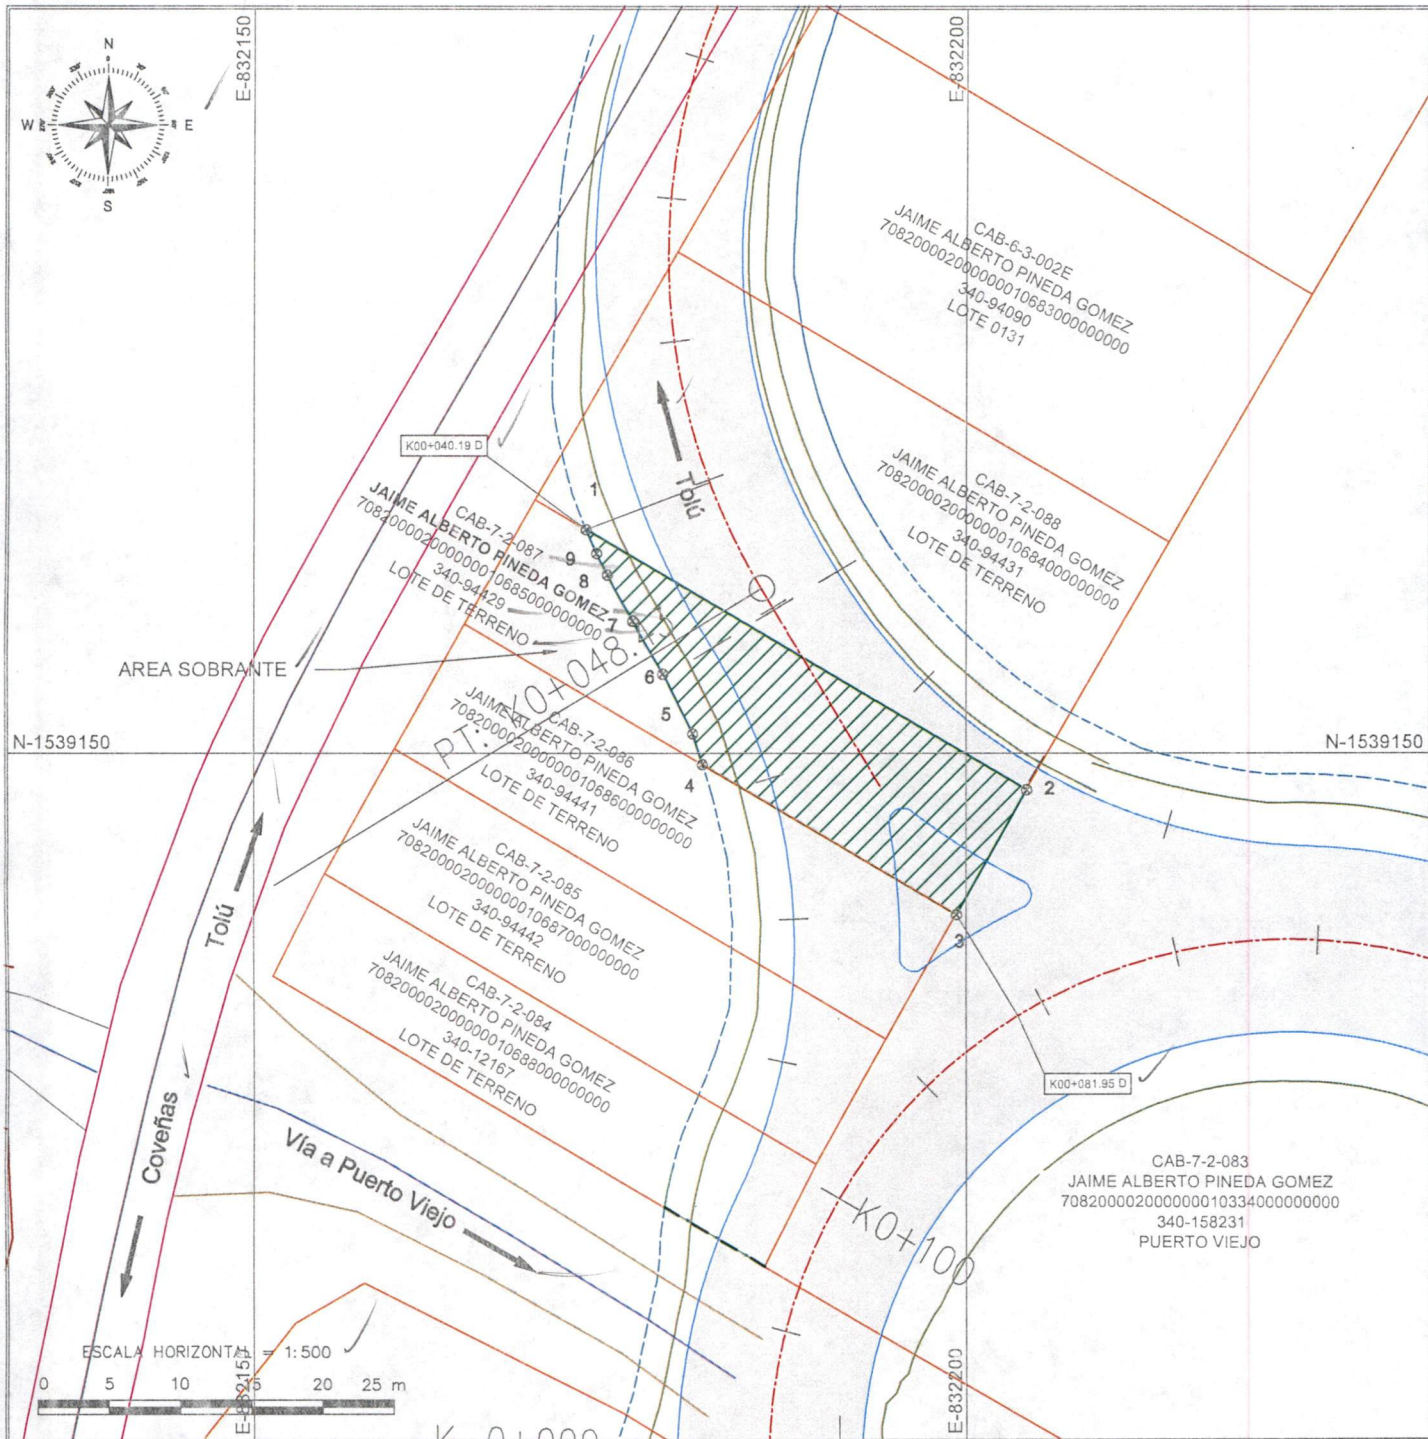 N
W
E
S
E-832150
E-832200
CAB-6-3-002E
JAIME ALBERTO PINEDA GOMEZ
708200002000000010683000000000
340-94090
LOTE 0131
K00+040.19 D
Tolú
CAB-7-2-088
JAIME ALBERTO PINEDA GOMEZ
708200002000000010684000000000
340-94431
LOTE DE TERRENO
1
CAB-7-2-087
JAIME ALBERTO PINEDA GOMEZ
708200002000000010685000000000
340-94429
LOTE DE TERRENO
9
8
7
6
5
4
2
3
AREA SOBRANTE
PT: K0+048.
N-1539150
N-1539150
CAB-7-2-086
JAIME ALBERTO PINEDA GOMEZ
708200002000000010686000000000
340-94441
LOTE DE TERRENO
CAB-7-2-085
JAIME ALBERTO PINEDA GOMEZ
708200002000000010687000000000
340-94442
LOTE DE TERRENO
CAB-7-2-084
JAIME ALBERTO PINEDA GOMEZ
708200002000000010688000000000
340-12167
LOTE DE TERRENO
Tolú
Coveñas
Vía a Puerto Viejo
K00+081.95 D
CAB-7-2-083
JAIME ALBERTO PINEDA GOMEZ
708200002000000010334000000000
340-158231
PUERTO VIEJO
K0+100
ESCALA HORIZONTAL = 1:500
0 5 10 15 20 25 m
E-832150
E-832200